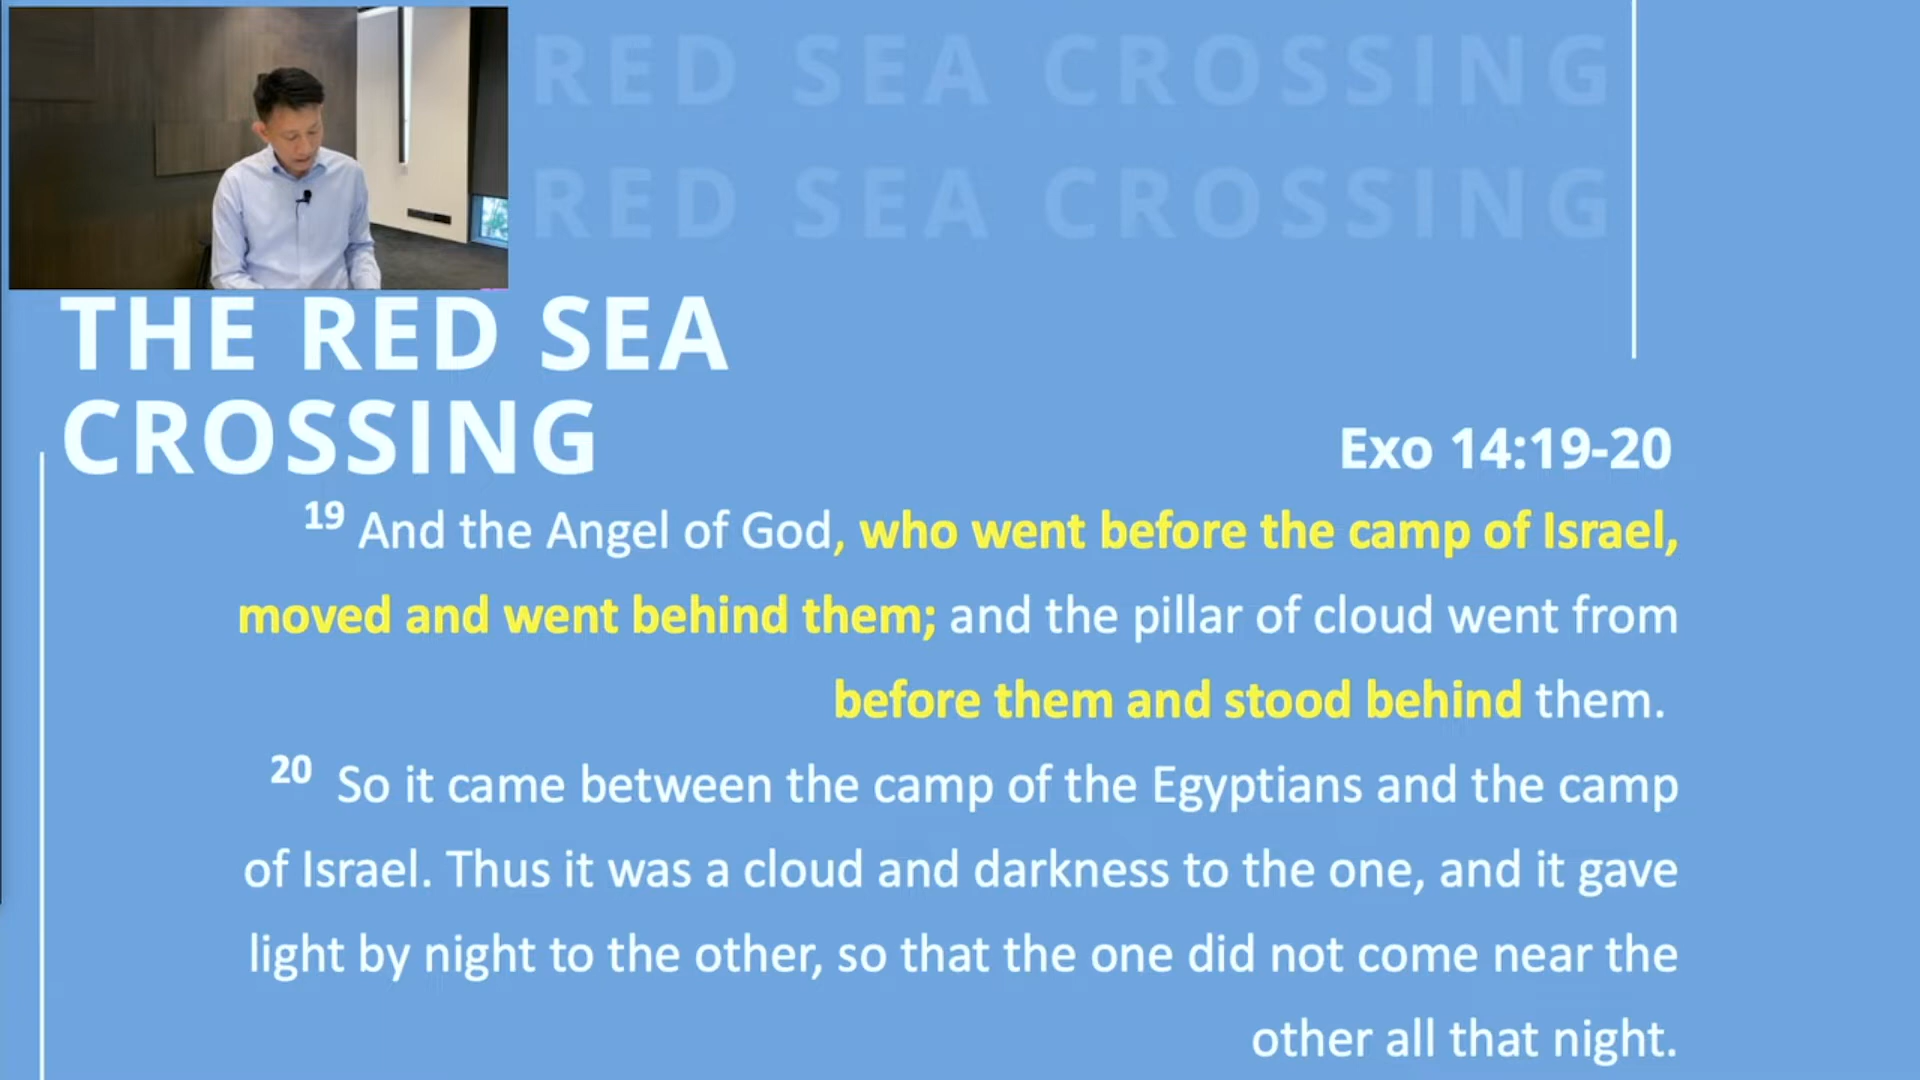 RED SEA CROSSING
RED SEA CROSSING
THE RED SEA
CROSSING
Exo 14:19-20
19 And the Angel of God, who went before the camp of Israel,
moved and went behind them; and the pillar of cloud went from
before them and stood behind them.
20 So it came between the camp of the Egyptians and the camp
of Israel. Thus it was a cloud and darkness to the one, and it gave
light by night to the other, so that the one did not come near the
other all that night.